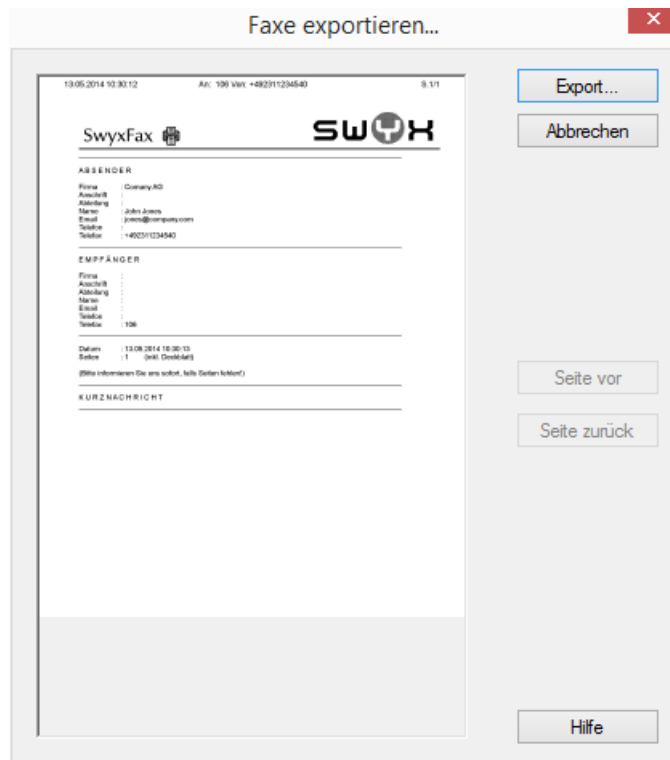 Faxe exportieren...
13.05.2014 10:30:12 An: 106 Von: +492311234540 S.1/1
SwyxFax swyx
ABSENDER
Firma : Comany AG
Anschrift :
Abteilung :
Name : John Jones
Email : jones@company.com
Telefon :
Telefax : +492311234540
EMPFÄNGER
Firma :
Anschrift :
Abteilung :
Name :
Email :
Telefon :
Telefax : 106
Datum : 13.05.2014 10:30:13
Seiten : 1 (inkl. Deckblatt)
(Bitte informieren Sie uns sofort, falls Seiten fehlen!)
KURZNACHRICHT
Export...
Abbrechen
Seite vor
Seite zurück
Hilfe